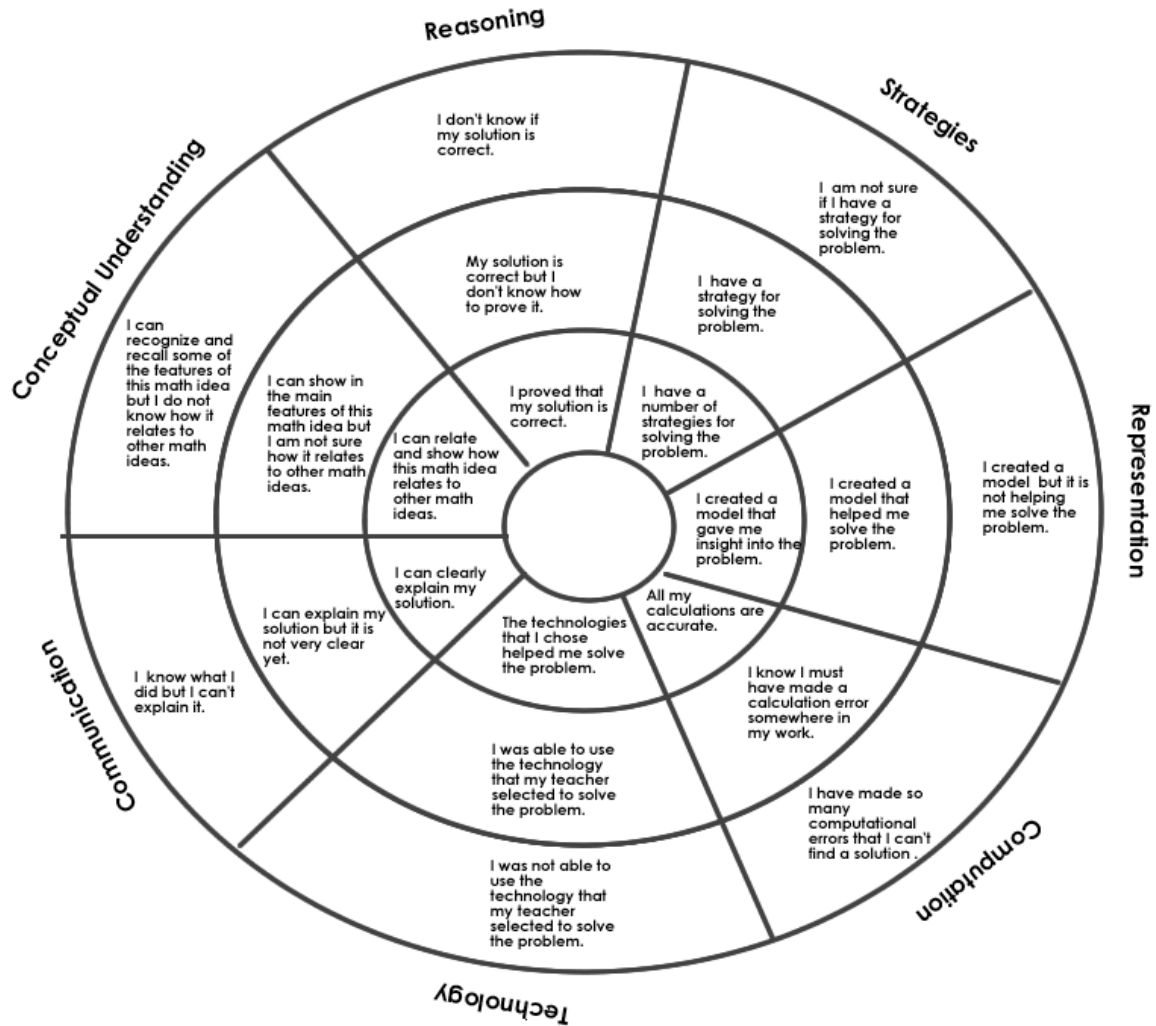 Reasoning
I don't know if
my solution is
correct.
My solution is
correct but I
don't know how
to prove it.
I proved that
my solution is
correct.
Strategies
I am not sure
if I have a
strategy for
solving the
problem.
I have a
strategy for
solving the
problem.
I have a
number of
strategies for
solving the
problem.
Representation
I created a
model but it is
not helping
me solve the
problem.
I created a
model that
helped me
solve the
problem.
I created a
model that
gave me
insight into the
problem.
Computation
I have made so
many
computational
errors that I can't
find a solution .
I know I must
have made a
calculation error
somewhere in
my work.
All my
calculations are
accurate.
Technology
I was not able to
use the
technology that
my teacher
selected to solve
the problem.
I was able to use
the technology
that my teacher
selected to solve
the problem.
The technologies
that I chose
helped me solve
the problem.
Communication
I know what I
did but I can't
explain it.
I can explain my
solution but it is
not very clear
yet.
I can clearly
explain my
solution.
Conceptual Understanding
I can
recognize and
recall some of
the features of
this math idea
but I do not
know how it
relates to
other math
ideas.
I can show in
the main
features of this
math idea but
I am not sure
how it relates
to other math
ideas.
I can relate
and show how
this math idea
relates to
other math
ideas.